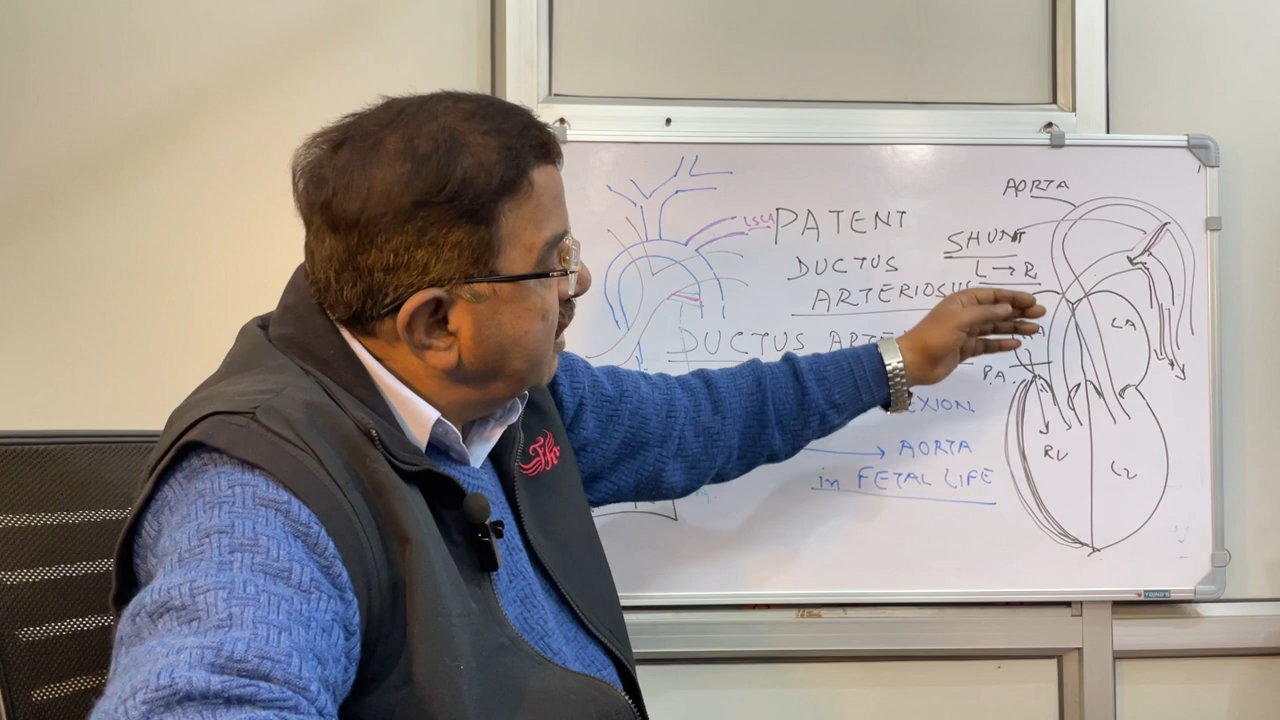 LSCA
PATENT
DUCTUS
ARTERIOSUS
DUCTUS
AORTA
in FETAL LIFE
AORTA
SHUNT
L → R
LA
P.A.
RV